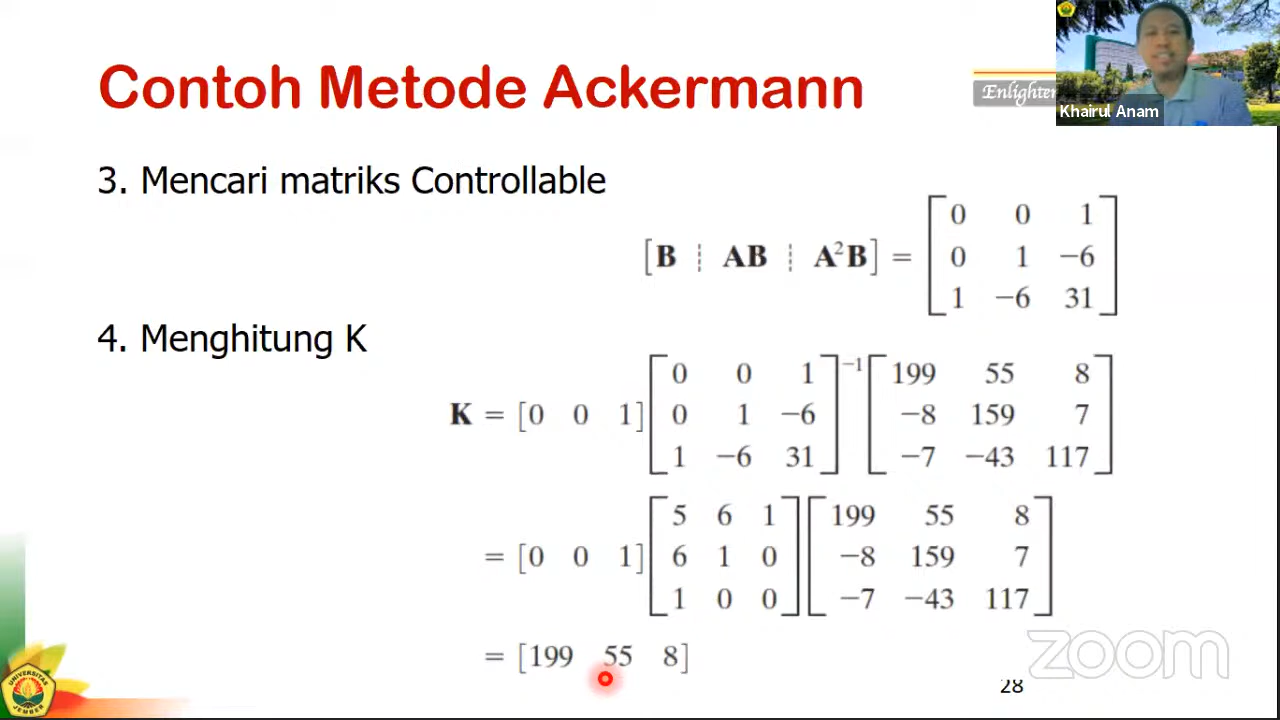 Contoh Metode Ackermann
Enlighten
Khairul Anam
3. Mencari matriks Controllable
[B ┊ AB ┊ A²B] = [0 0 1
0 1 −6
1 −6 31]
4. Menghitung K
K = [0 0 1] [0 0 1
0 1 −6
1 −6 31]⁻¹ [199 55 8
−8 159 7
−7 −43 117]
= [0 0 1] [5 6 1
6 1 0
1 0 0] [199 55 8
−8 159 7
−7 −43 117]
= [199 55 8]
zoom
28
UNIVERSITAS
JEMBER